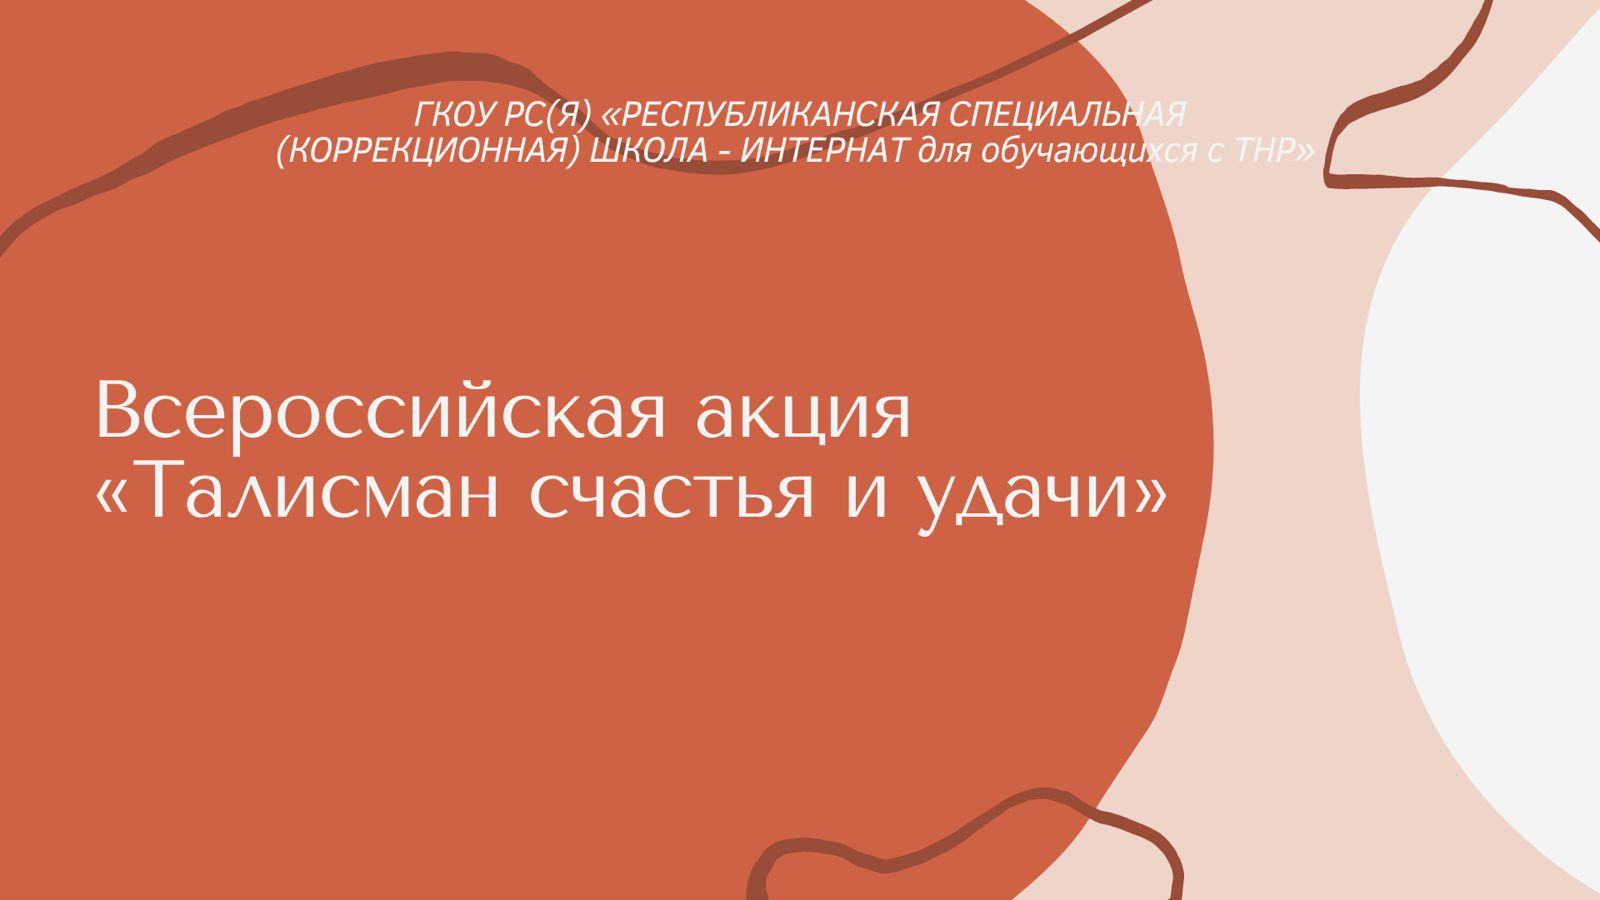 ГКОУ РС(Я) «РЕСПУБЛИКАНСКАЯ СПЕЦИАЛЬНАЯ
(КОРРЕКЦИОННАЯ) ШКОЛА - ИНТЕРНАТ для обучающихся с ТНР»
Всероссийская акция
«Талисман счастья и удачи»